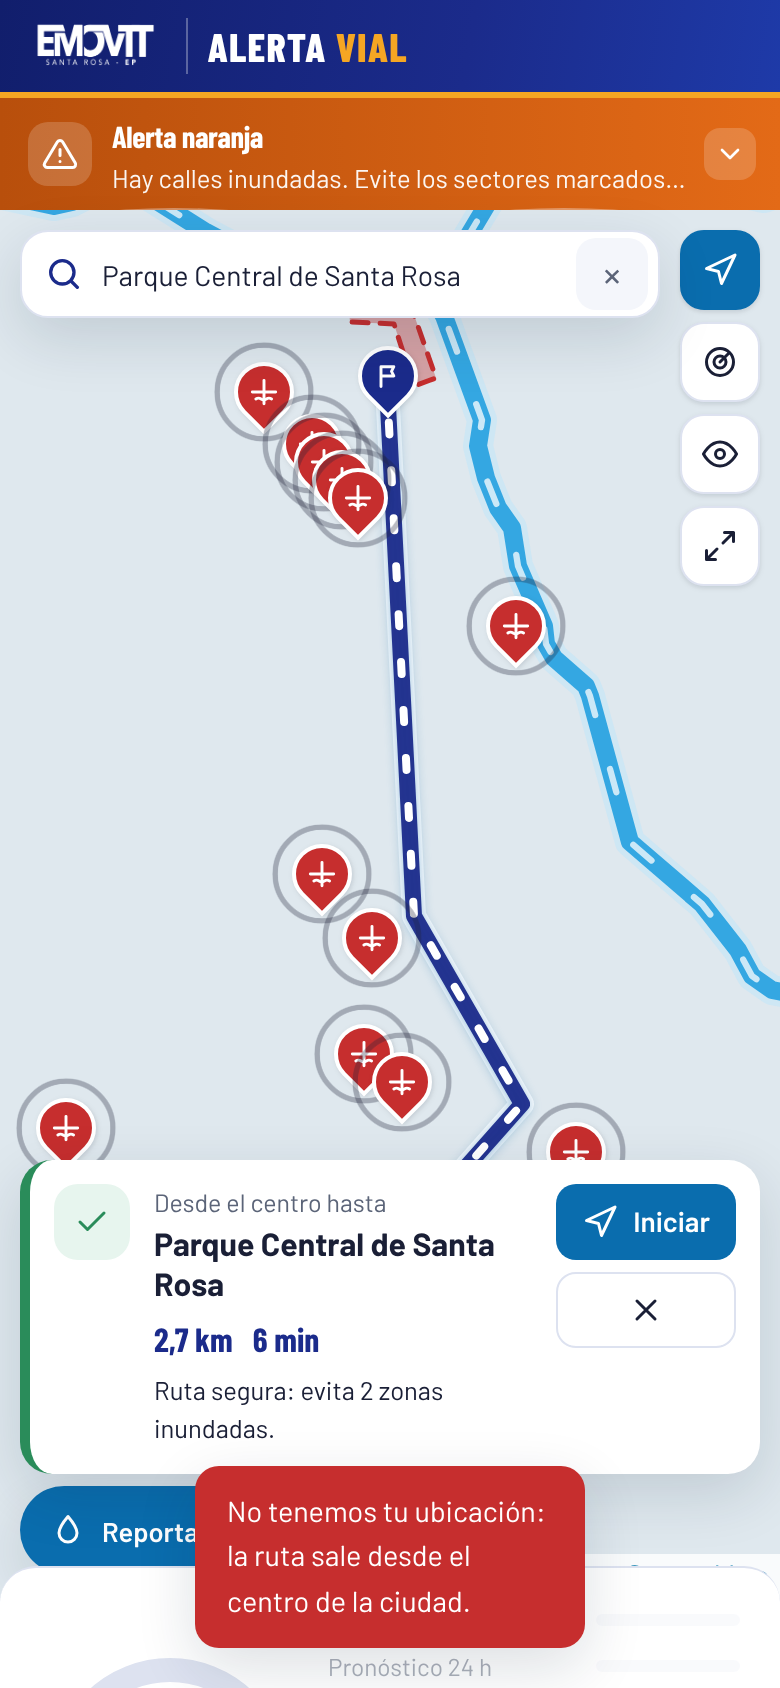 EMOVIT
SANTA ROSA - EP
ALERTA VIAL
Alerta naranja
Hay calles inundadas. Evite los sectores marcados...
Parque Central de Santa Rosa
Desde el centro hasta
Parque Central de Santa
Rosa
2,7 km 6 min
Ruta segura: evita 2 zonas
inundadas.
Iniciar
Reporta
No tenemos tu ubicación:
la ruta sale desde el
centro de la ciudad.
Pronóstico 24 h